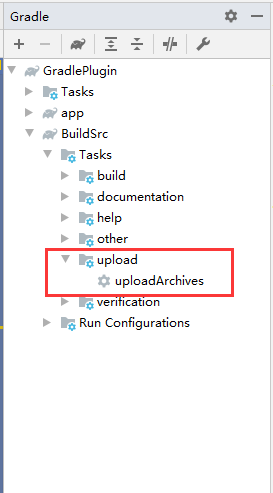 Gradle
GradlePlugin
Tasks
app
BuildSrc
Tasks
build
documentation
help
other
upload
uploadArchives
verification
Run Configurations